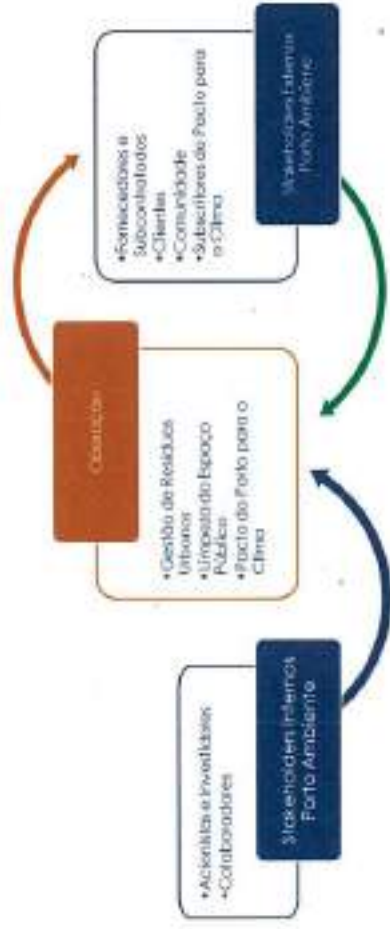 •Acionistas e Investidores
•Colaboradores
Stakeholders Internos
Porto Ambiente
•Gestão de Resíduos
Urbanos
•Limpeza do Espaço
Público
•Pacto do Porto para o
Clima
•Fornecedores e
Subcontratados
•Clientes
•Comunidade
•Subscritores do Pacto para
o Clima
Stakeholders Externos
Porto Ambiente